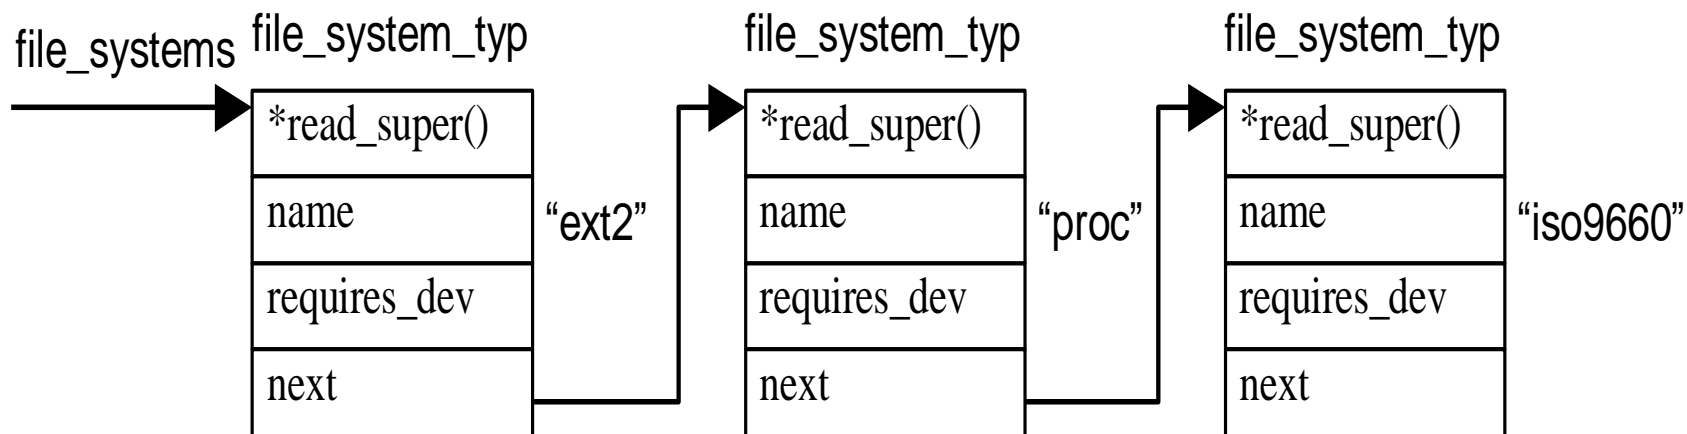 file_systems
file_system_typ
*read_super()
name
“ext2”
requires_dev
next
file_system_typ
*read_super()
name
“proc”
requires_dev
next
file_system_typ
*read_super()
name
“iso9660”
requires_dev
next